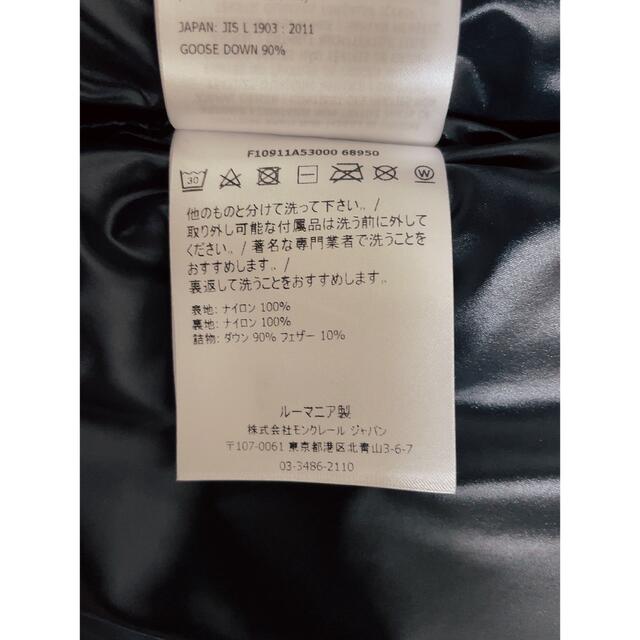 JAPAN: JIS L 1903 : 2011
GOOSE DOWN 90%
F10911A53000 68950
30
W
他のものと分けて洗って下さい。/
取り外し可能な付属品は洗う前に外して
ください。/ 著名な専門業者で洗うことを
おすすめします。/
裏返して洗うことをおすすめします。
表地: ナイロン 100%
裏地: ナイロン 100%
詰物: ダウン 90% フェザー 10%
ルーマニア製
株式会社モンクレール ジャパン
〒107-0061 東京都港区北青山3-6-7
03-3486-2110